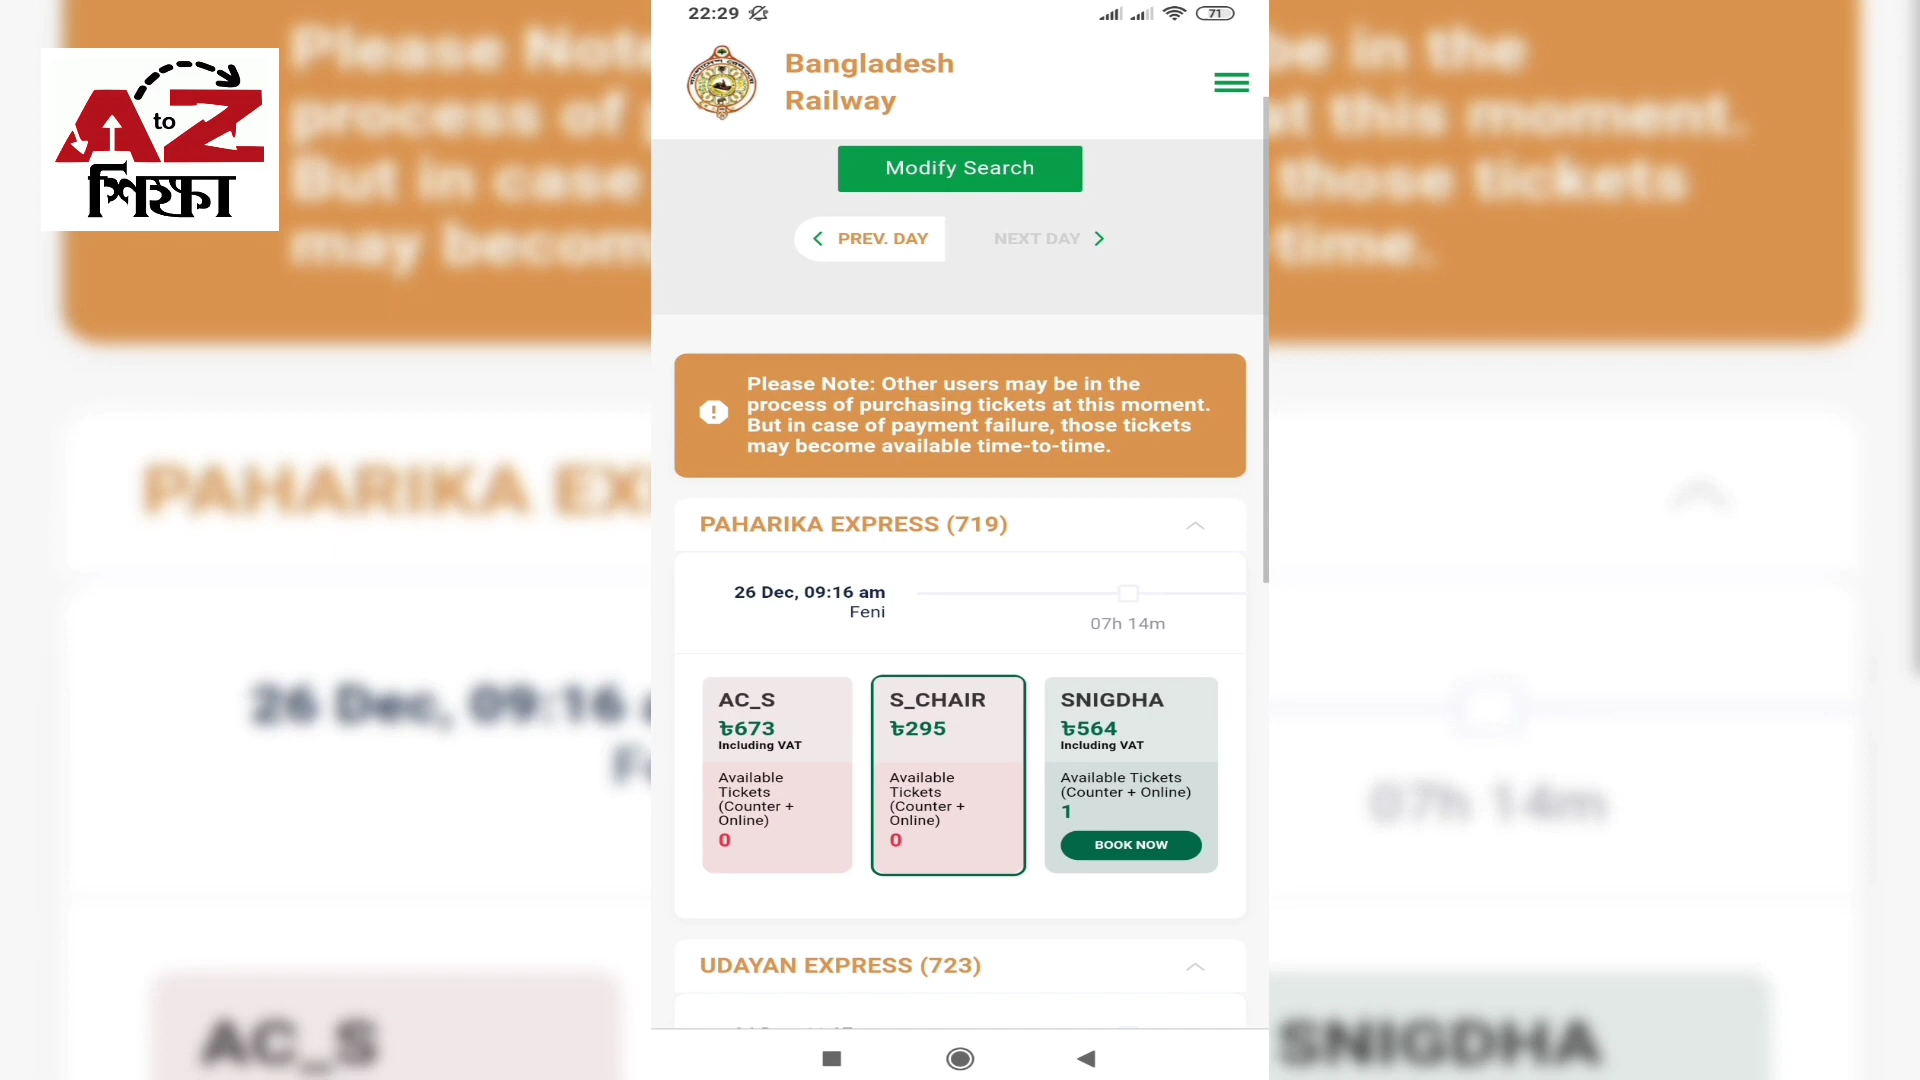 A to Z
শিক্ষা
22:29
71
Bangladesh
Railway
Modify Search
PREV. DAY
NEXT DAY
Please Note: Other users may be in the
process of purchasing tickets at this moment.
But in case of payment failure, those tickets
may become available time-to-time.
PAHARIKA EXPRESS (719)
26 Dec, 09:16 am
Feni
07h 14m
AC_S
৳673
Including VAT
Available
Tickets
(Counter +
Online)
0
S_CHAIR
৳295
Available
Tickets
(Counter +
Online)
0
SNIGDHA
৳564
Including VAT
Available Tickets
(Counter + Online)
1
BOOK NOW
UDAYAN EXPRESS (723)